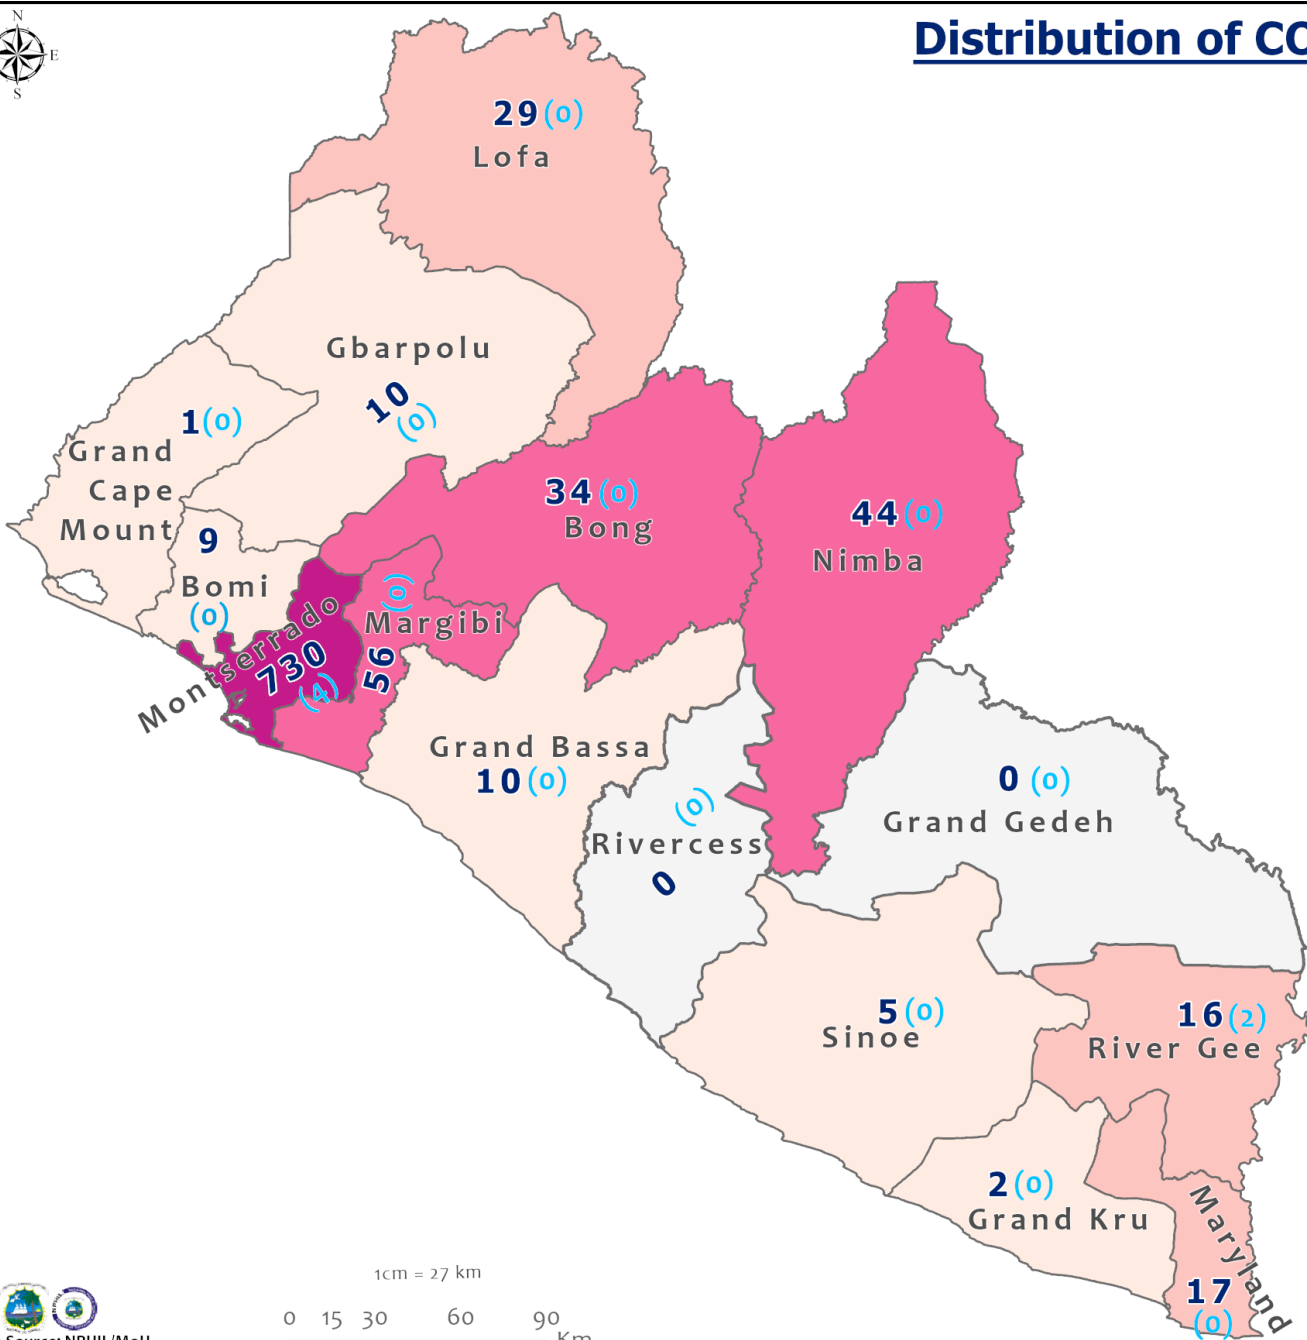 N
E
S
Distribution of CO
29 (0)
Lofa
Gbarpolu
10
(0)
1 (0)
Grand
Cape
Mount
9
Bomi
(0)
34 (0)
Bong
44 (0)
Nimba
Montserrado
730
(4)
(0)
Margibi
56
Grand Bassa
10 (0)
(0)
Rivercess
0
0 (0)
Grand Gedeh
5 (0)
Sinoe
16 (2)
River Gee
2 (0)
Grand Kru
Maryland
17
(0)
1cm = 27 km
0 15 30 60 90
Km
Source: NPHIL/MoH